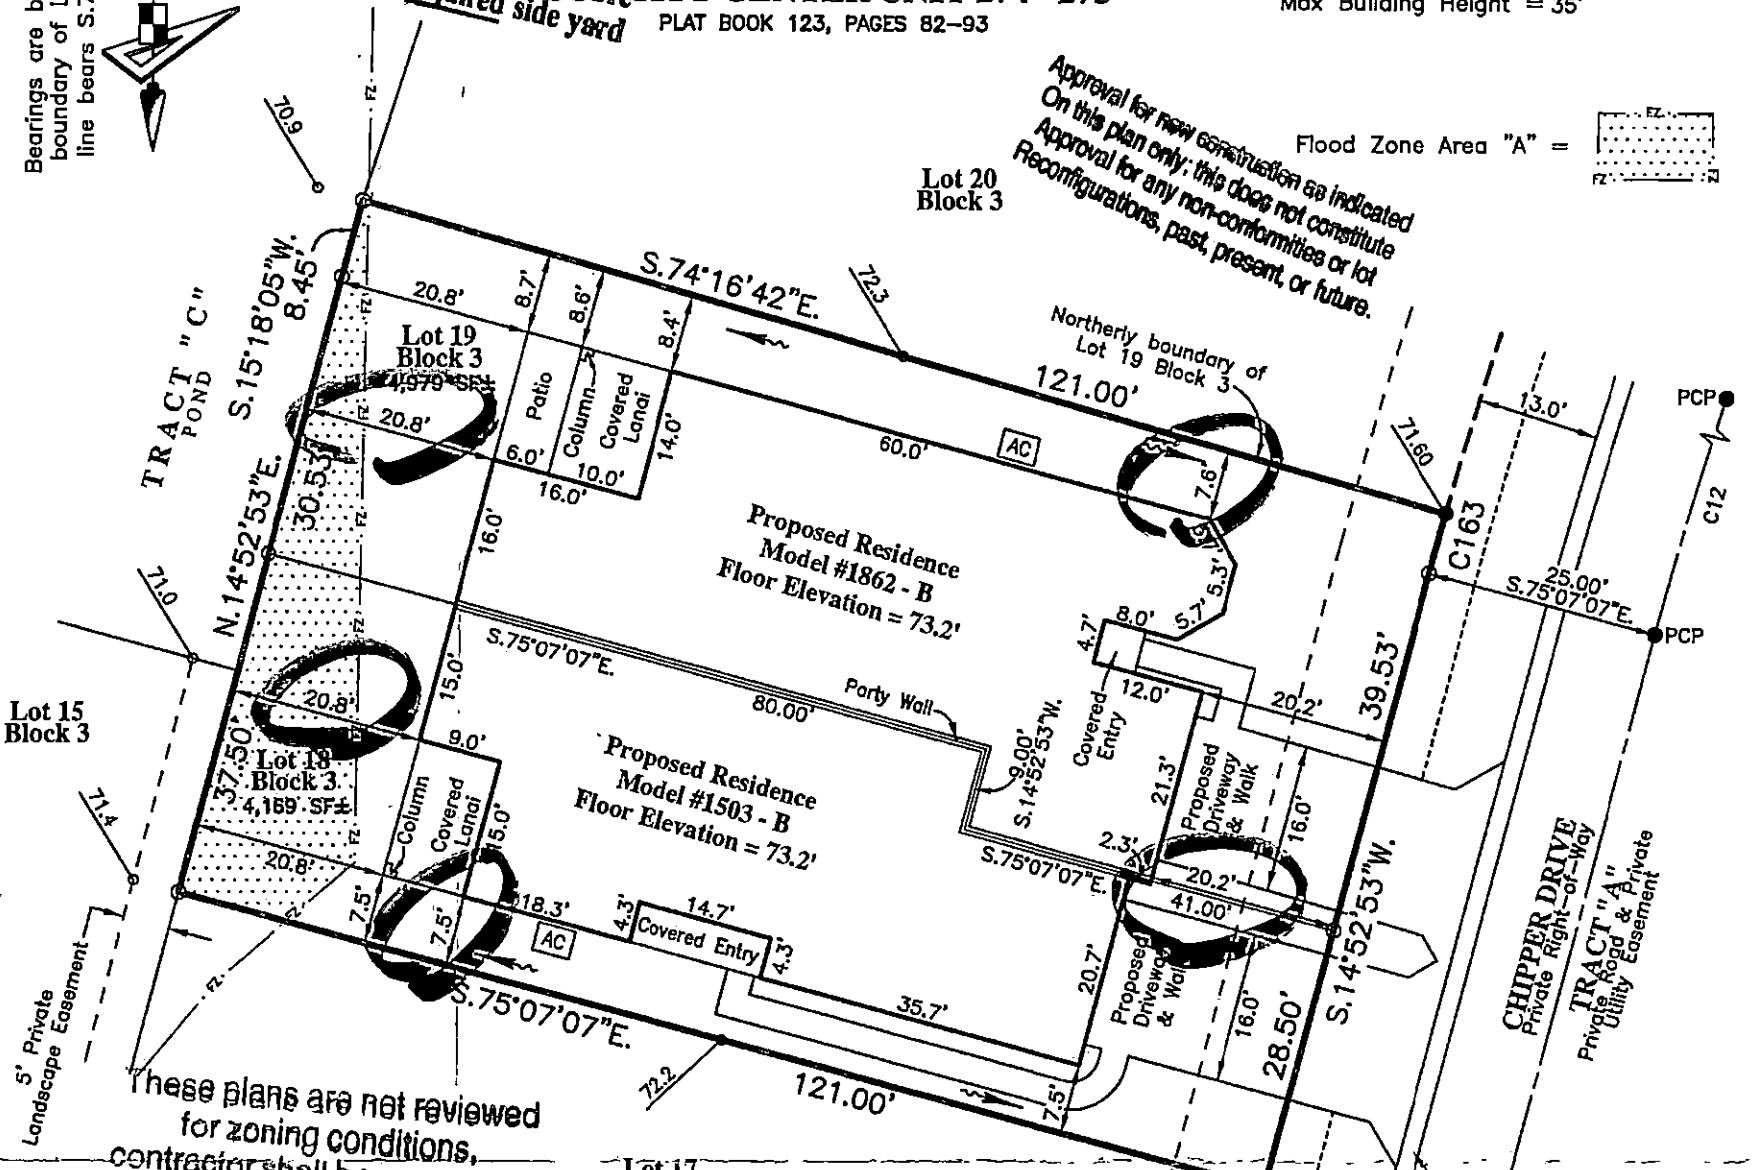 PLAT BOOK 123, PAGES 82-93
side yard
Max Building Height = 35'
Bearings are b
boundary of L
line bears S.7
Approval for new construction as indicated
On this plan only; this does not constitute
Approval for any non-conformities or lot
Reconfigurations, past, present, or future.
Flood Zone Area "A" =
FZ
FZ
FZ
70.9
Lot 20
Block 3
S.15°18'05"W.
8.45'
20.8'
8.7'
8.6'
8.4'
S.74°16'42"E.
72.3
Northerly boundary of
Lot 19 Block 3
121.00'
13.0'
PCP
71.60
TRACT "C"
POND
Lot 19
Block 3
4,979 SF±
20.8'
Patio
Column
Covered
Lanai
14.0'
6.0'
10.0'
16.0'
60.0'
AC
7.6'
C163
C12
N.14°52'53"E.
30.53'
16.0'
Proposed Residence
Model #1862 - B
Floor Elevation = 73.2'
5.3'
5.7'
8.0'
4.7'
25.00'
S.75°07'07"E.
PCP
71.0
S.75°07'07"E.
80.00'
Party Wall
9.00'
S.14°52'53"W.
Covered
Entry
12.0'
20.2'
39.53'
Lot 15
Block 3
20.8'
15.0'
9.0'
37.50'
Lot 18
Block 3
4,159 SF±
Proposed Residence
Model #1503 - B
Floor Elevation = 73.2'
21.3'
Proposed
Driveway
& Walk
16.0'
71.4
Column
Covered
Lanai
15.0'
20.8'
S.75°07'07"E.
2.3'
20.2'
41.00'
S.14°52'53"W.
7.5'
7.5'
18.3'
AC
4.3'
14.7'
Covered Entry
4.3'
20.7'
Proposed
Driveway
& Walk
16.0'
28.50'
35.7'
S.75°07'07"E.
72.2
121.00'
7.5'
CHIPPER DRIVE
Private Right-of-Way
TRACT "A"
Private Road & Private
Utility Easement
5' Private
Landscape Easement
These plans are not reviewed
for zoning conditions,
contractor shall
Lot 17